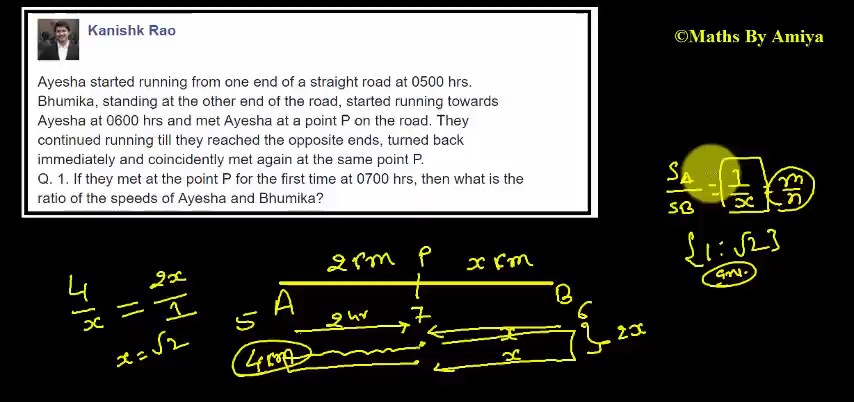 Kanishk Rao
©Maths By Amiya
Ayesha started running from one end of a straight road at 0500 hrs.
Bhumika, standing at the other end of the road, started running towards
Ayesha at 0600 hrs and met Ayesha at a point P on the road. They
continued running till they reached the opposite ends, turned back
immediately and coincidently met again at the same point P.
Q. 1. If they met at the point P for the first time at 0700 hrs, then what is the
ratio of the speeds of Ayesha and Bhumika?
SA/SB = 1/x = m/n
{1:√2}
ans.
2km P xkm
4/x = 2x/1
x=√2
A B
5 2hr 7 6
x
x
2x
4km